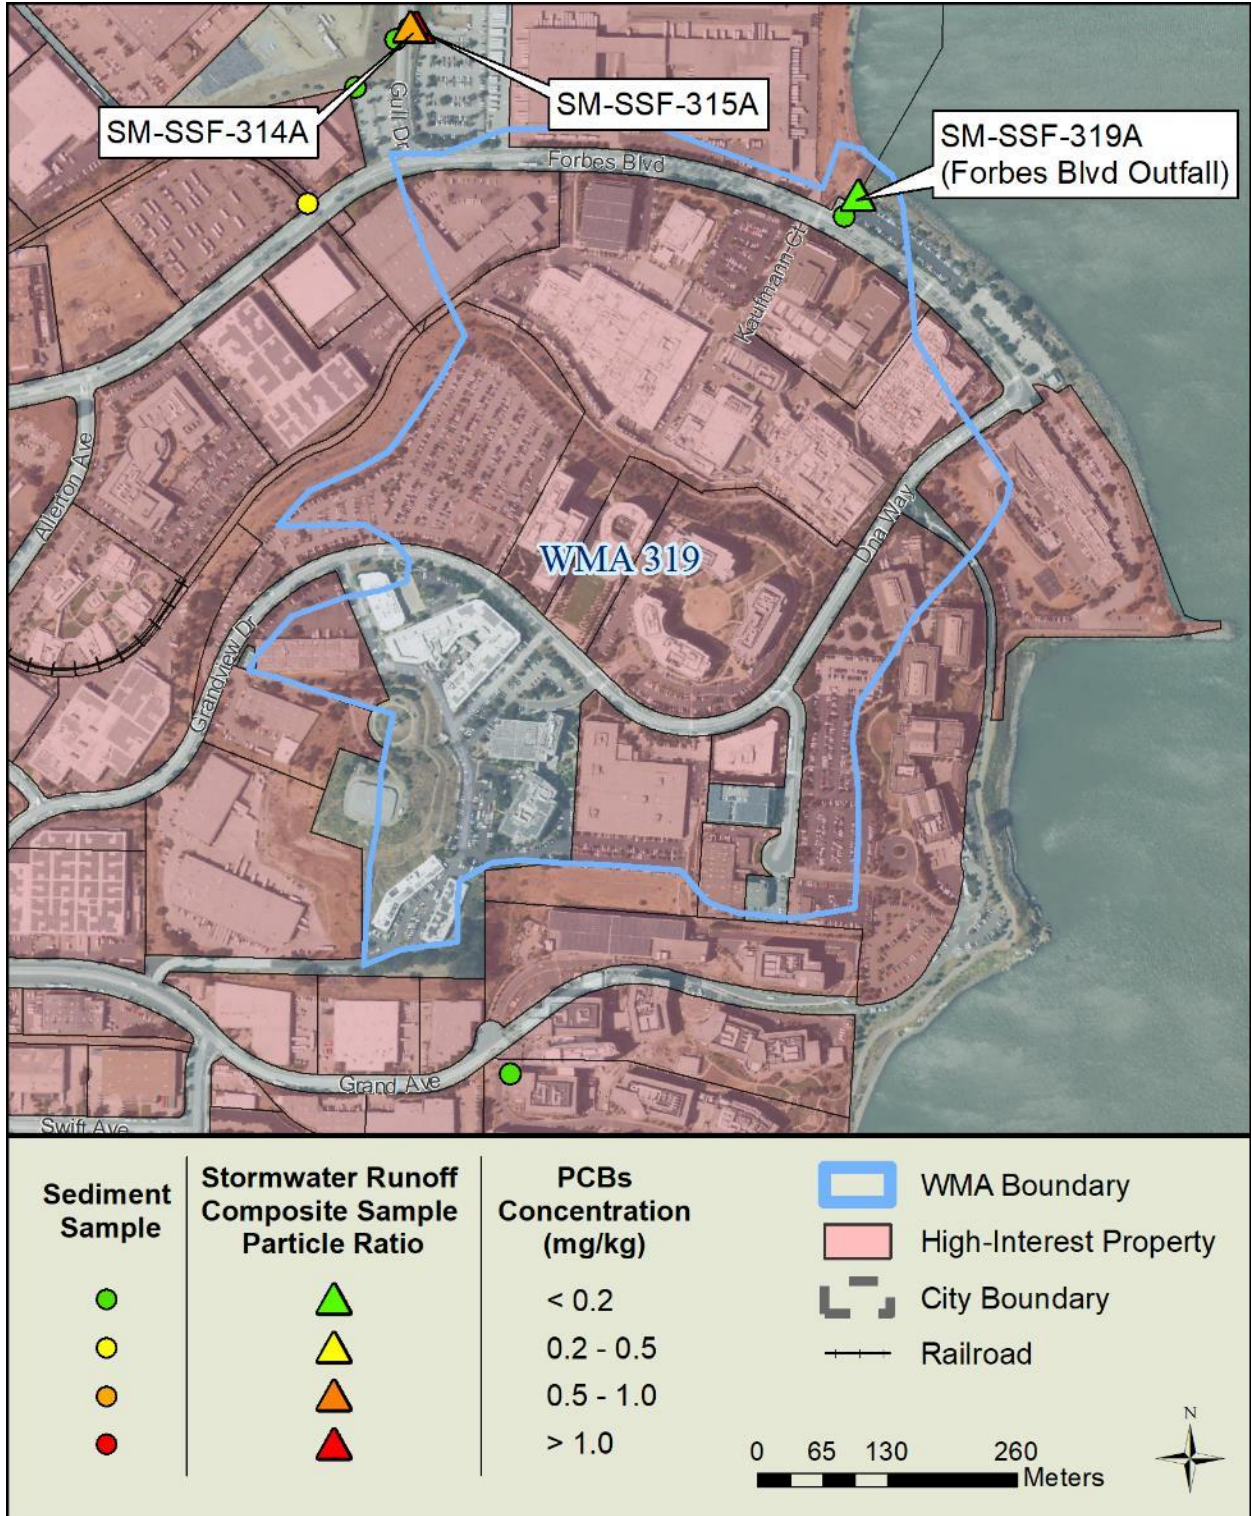 SM-SSF-314A
SM-SSF-315A
SM-SSF-319A
(Forbes Blvd Outfall)
Gull Dr
Forbes Blvd
Kaufmann Ct
Allerton Ave
Dna Way
WMA 319
Grandview Dr
Grand Ave
Swift Ave
Sediment
Sample
Stormwater Runoff
Composite Sample
Particle Ratio
PCBs
Concentration
(mg/kg)
< 0.2
0.2 - 0.5
0.5 - 1.0
> 1.0
WMA Boundary
High-Interest Property
City Boundary
Railroad
N
0 65 130 260
Meters